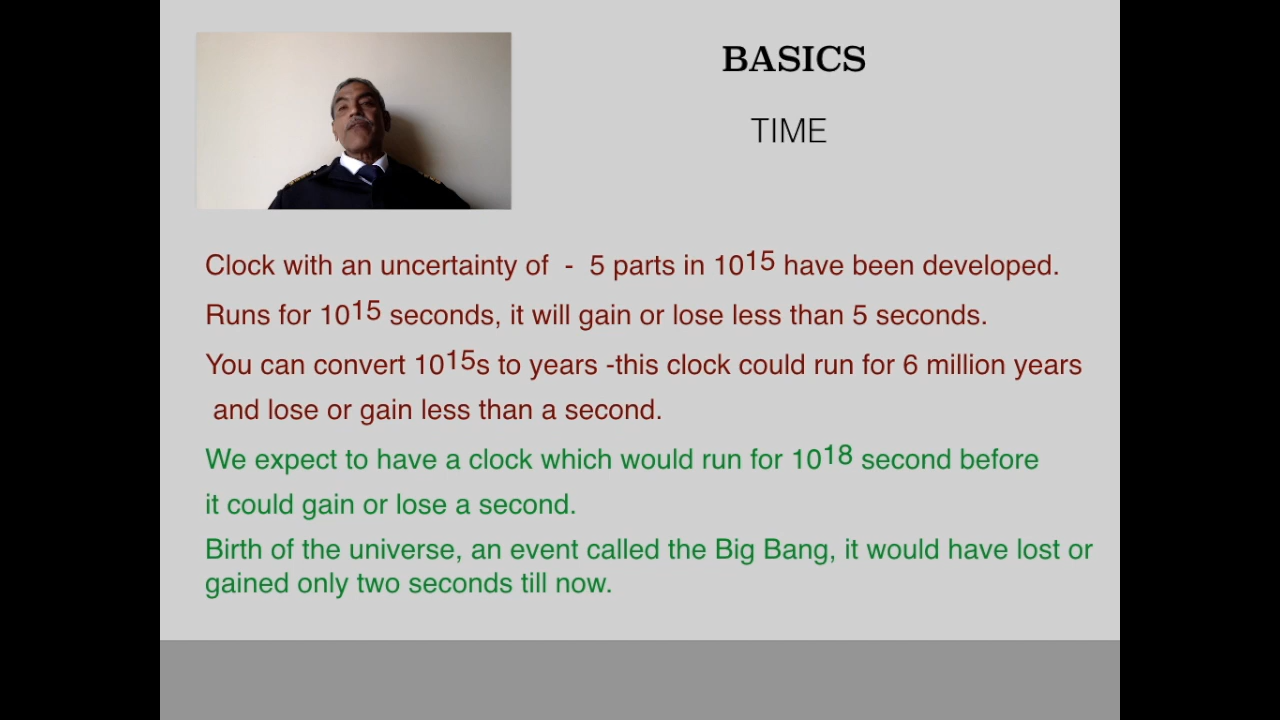 BASICS
TIME
Clock with an uncertainty of - 5 parts in 10¹⁵ have been developed.
Runs for 10¹⁵ seconds, it will gain or lose less than 5 seconds.
You can convert 10¹⁵s to years -this clock could run for 6 million years
and lose or gain less than a second.
We expect to have a clock which would run for 10¹⁸ second before
it could gain or lose a second.
Birth of the universe, an event called the Big Bang, it would have lost or
gained only two seconds till now.